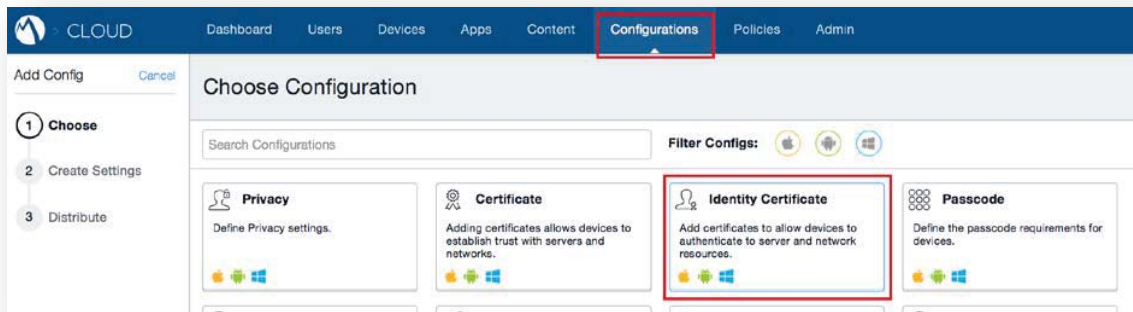 CLOUD
Dashboard Users Devices Apps Content Configurations Policies Admin
Add Config Cancel
1 Choose
2 Create Settings
3 Distribute
Choose Configuration
Search Configurations
Filter Configs:
Privacy
Define Privacy settings.
Certificate
Adding certificates allows devices to
establish trust with servers and
networks.
Identity Certificate
Add certificates to allow devices to
authenticate to server and network
resources.
Passcode
Define the passcode requirements for
devices.